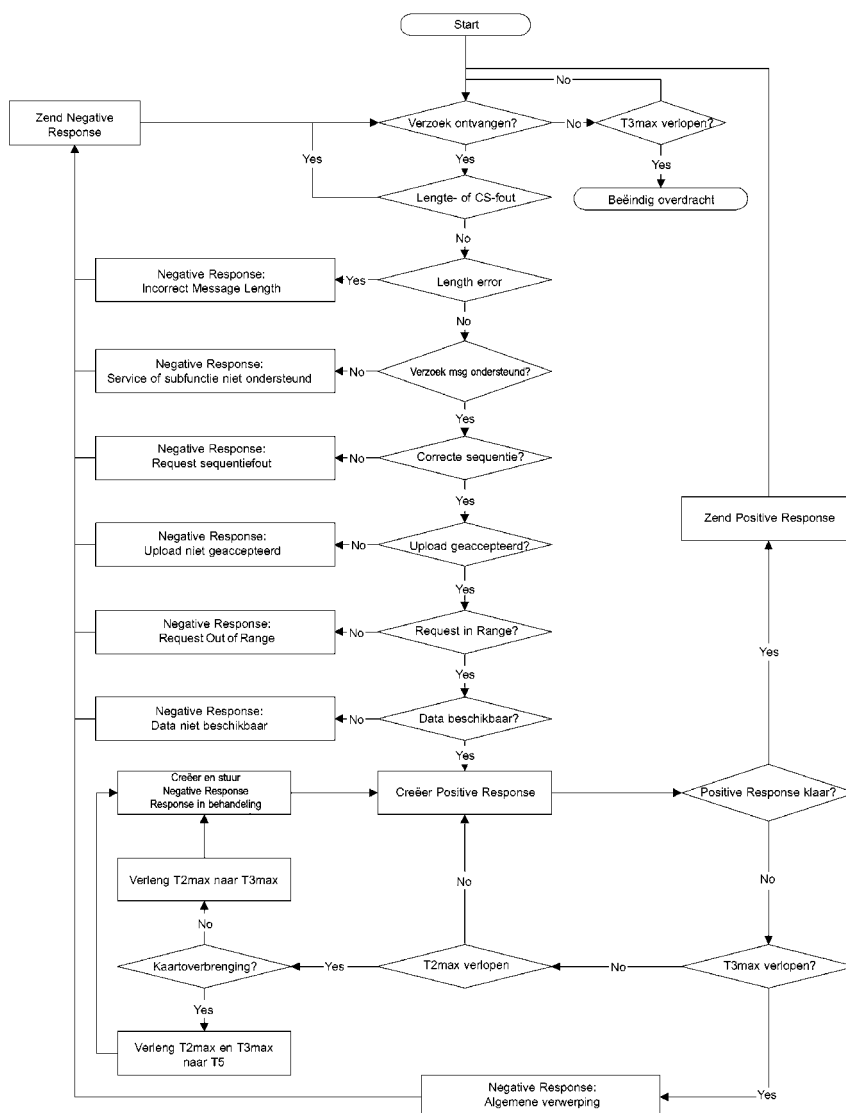 Start
No
Zend Negative
Response
Verzoek ontvangen?
No
T3max verlopen?
Yes
Yes
Yes
Lengte- of CS-fout
Beëindig overdracht
No
Negative Response:
Incorrect Message Length
Yes
Length error
No
Negative Response:
Service of subfunctie niet ondersteund
No
Verzoek msg ondersteund?
Yes
Negative Response:
Request sequentiefout
No
Correcte sequentie?
Yes
Zend Positive Response
Negative Response:
Upload niet geaccepteerd
No
Upload geaccepteerd?
Yes
Negative Response:
Request Out of Range
No
Request in Range?
Yes
Yes
Negative Response:
Data niet beschikbaar
No
Data beschikbaar?
Yes
Creëer en stuur
Negative Response
Response in behandeling
Creëer Positive Response
Positive Response klaar?
Verleng T2max naar T3max
No
No
No
Kaartoverbrenging?
Yes
T2max verlopen
No
T3max verlopen?
Yes
Verleng T2max en T3max
naar T5
Negative Response:
Algemene verwerping
Yes